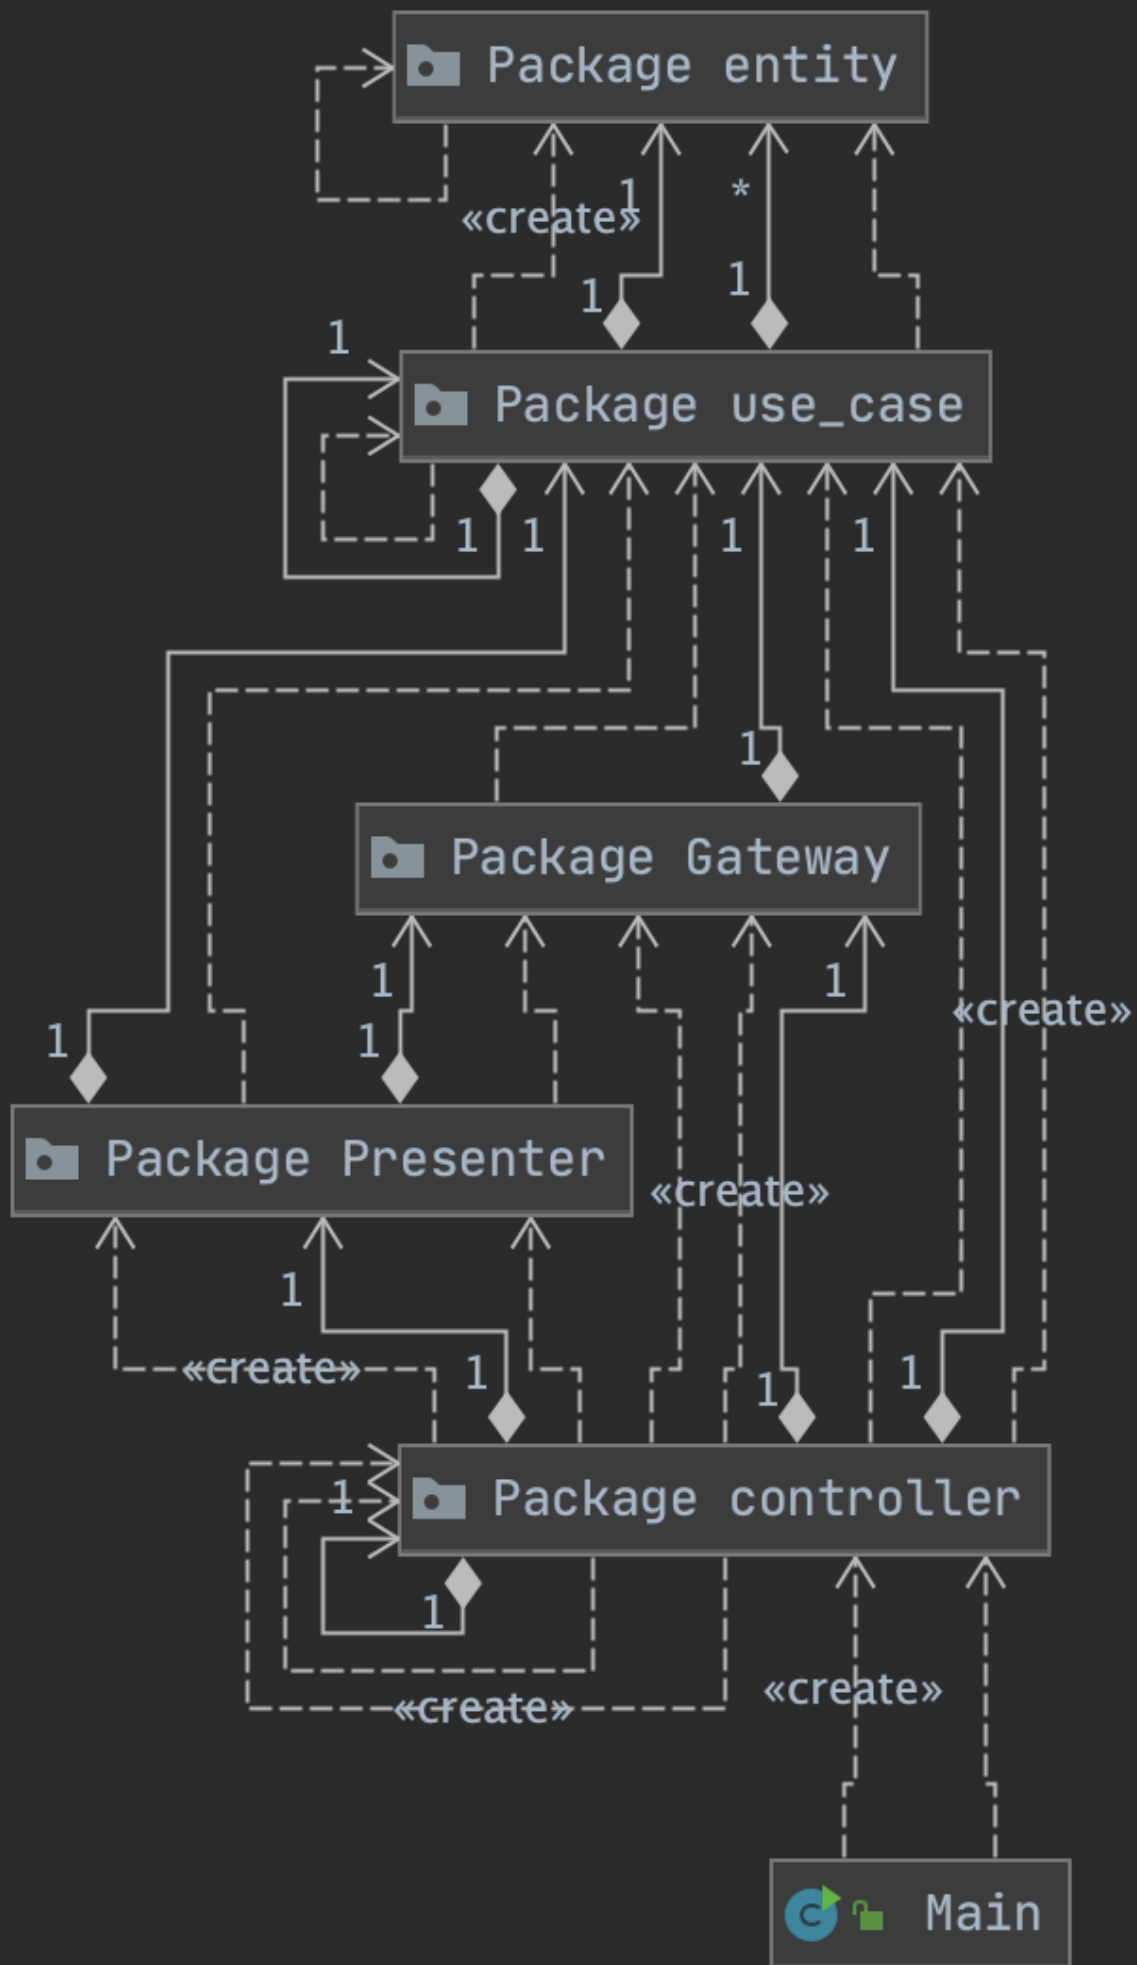 Package entity
1
*
«create»
1
1
1
Package use_case
1
1
1
1
1
Package Gateway
1
1
«create»
1
1
Package Presenter
«create»
1
«create»
1
1
1
Package controller
1
1
«create»
«create»
C
Main